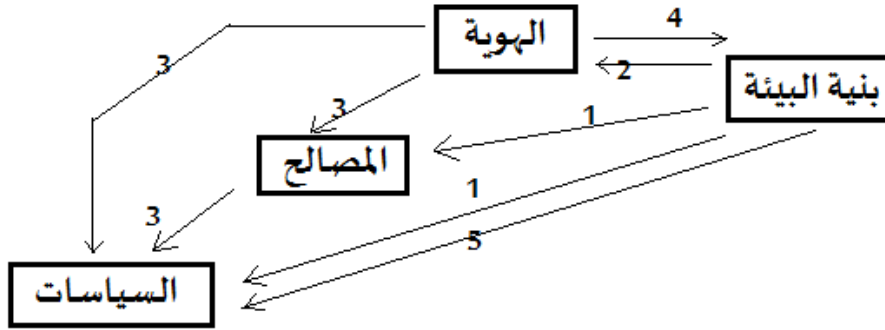 الهوية
4
2
بنية البيئة
3
3
1
المصالح
3
1
5
السياسات